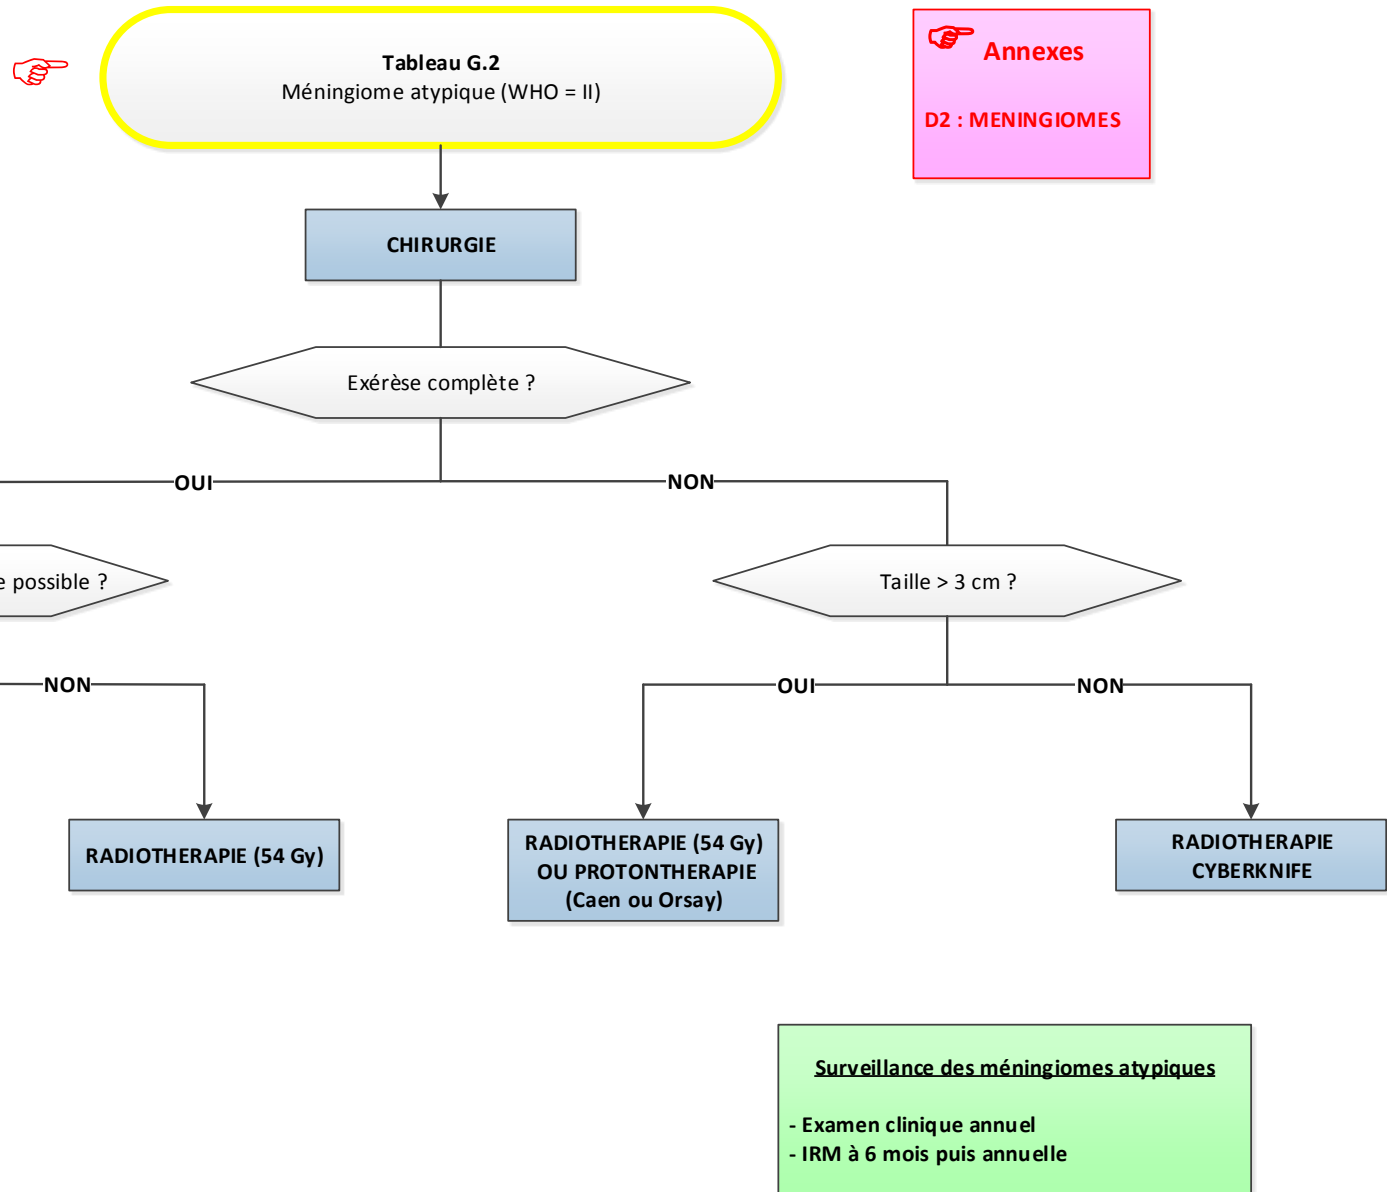 Tableau G.2
Méningiome atypique (WHO = II)
Annexes
D2 : MENINGIOMES
CHIRURGIE
Exérèse complète ?
OUI
NON
possible ?
Taille > 3 cm ?
NON
OUI
NON
RADIOTHERAPIE (54 Gy)
RADIOTHERAPIE (54 Gy)
OU PROTONTHERAPIE
(Caen ou Orsay)
RADIOTHERAPIE
CYBERKNIFE
Surveillance des méningiomes atypiques
- Examen clinique annuel
- IRM à 6 mois puis annuelle